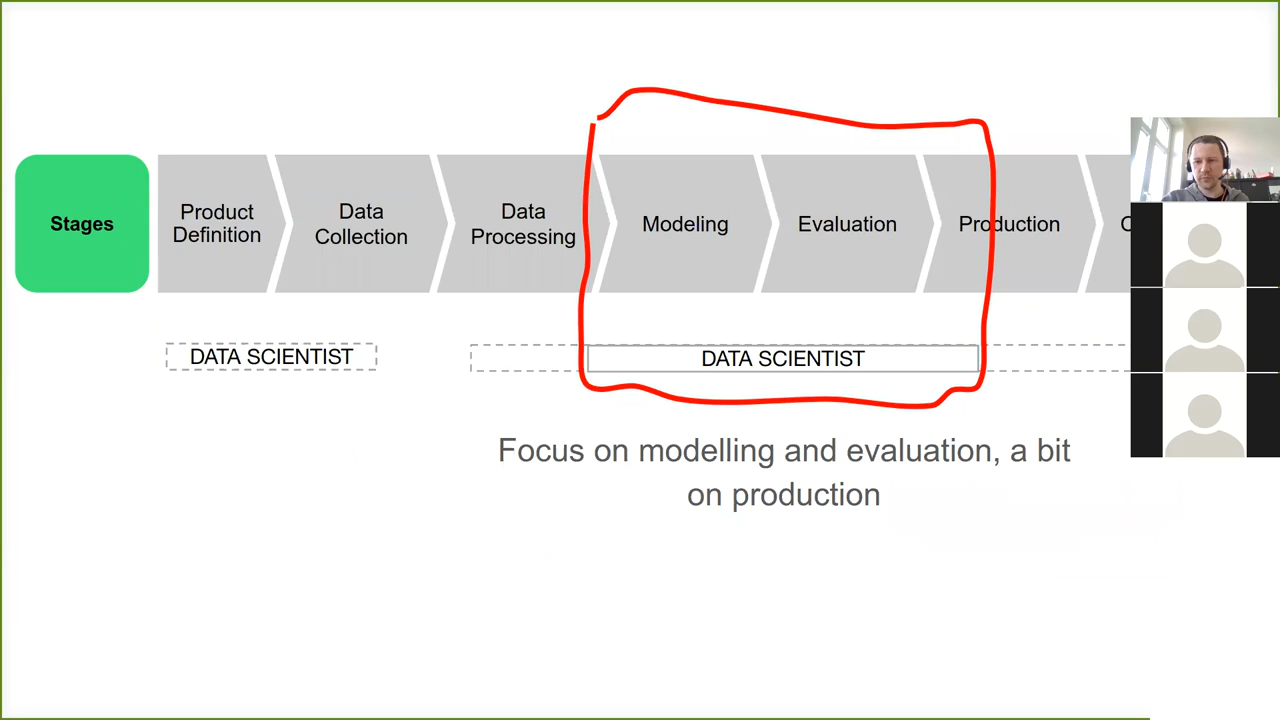 Stages
Product
Definition
Data
Collection
Data
Processing
Modeling
Evaluation
Production
DATA SCIENTIST
DATA SCIENTIST
Focus on modelling and evaluation, a bit
on production